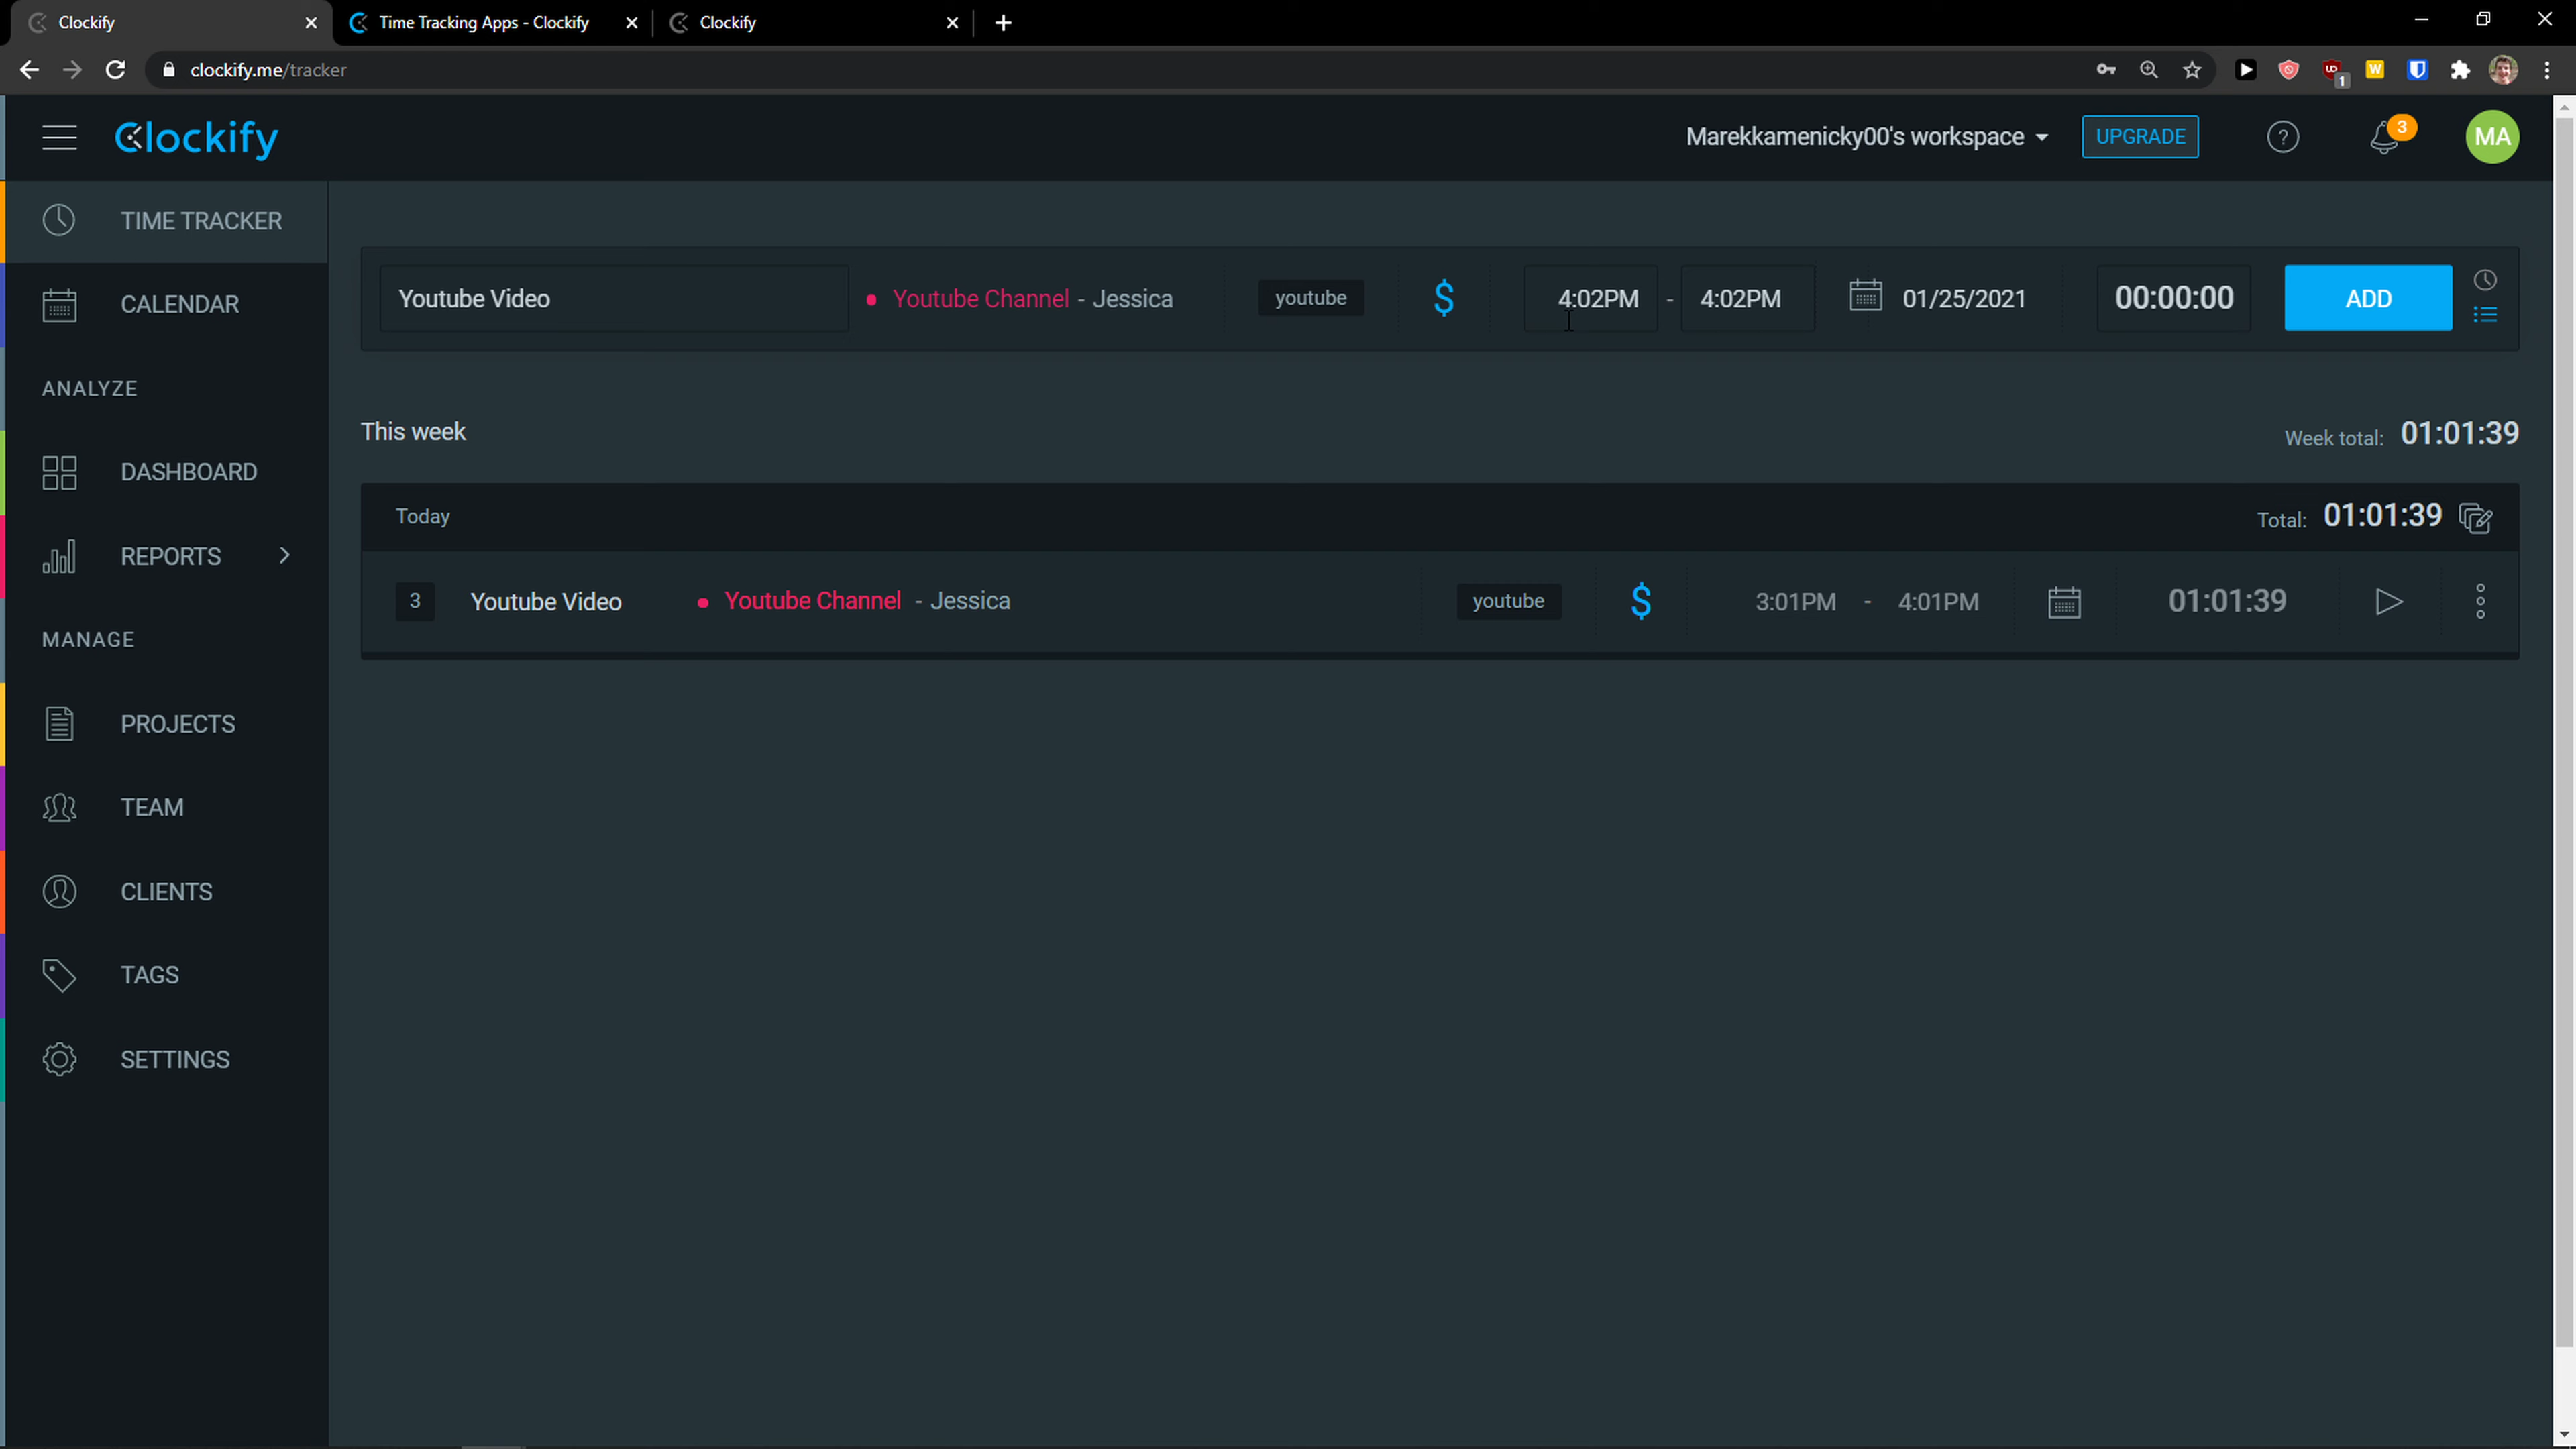 Clockify
Time Tracking Apps - Clockify
Clockify
clockify.me/tracker
UD
1
W
Clockify
Marekkamenicky00's workspace
UPGRADE
?
3
MA
TIME TRACKER
CALENDAR
ANALYZE
DASHBOARD
REPORTS
MANAGE
PROJECTS
TEAM
CLIENTS
TAGS
SETTINGS
Youtube Video
Youtube Channel - Jessica
youtube
$
4:02PM - 4:02PM
01/25/2021
00:00:00
ADD
This week
Week total: 01:01:39
Today
Total: 01:01:39
3
Youtube Video
Youtube Channel - Jessica
youtube
$
3:01PM - 4:01PM
01:01:39